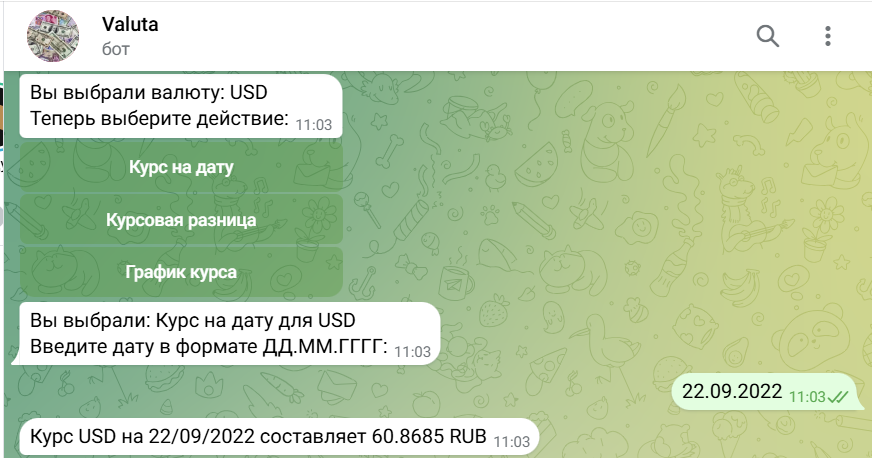 Valuta
бот
Вы выбрали валюту: USD
Теперь выберите действие: 11:03
Курс на дату
Курсовая разница
График курса
Вы выбрали: Курс на дату для USD
Введите дату в формате ДД.ММ.ГГГГ: 11:03
22.09.2022 11:03
Курс USD на 22/09/2022 составляет 60.8685 RUB 11:03